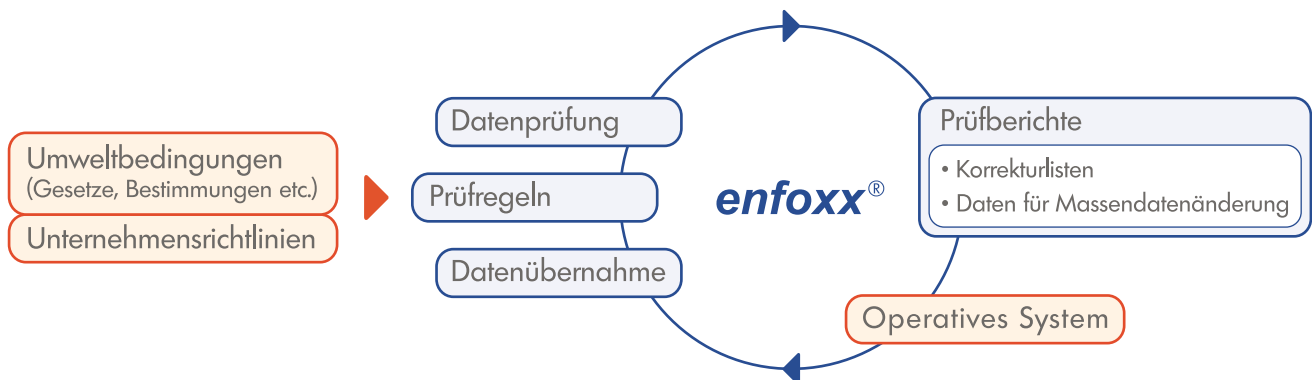 Umweltbedingungen
(Gesetze, Bestimmungen etc.)
Unternehmensrichtlinien
Datenprüfung
Prüfregeln
Datenübernahme
enfoxx®
Prüfberichte
• Korrekturlisten
• Daten für Massendatenänderung
Operatives System